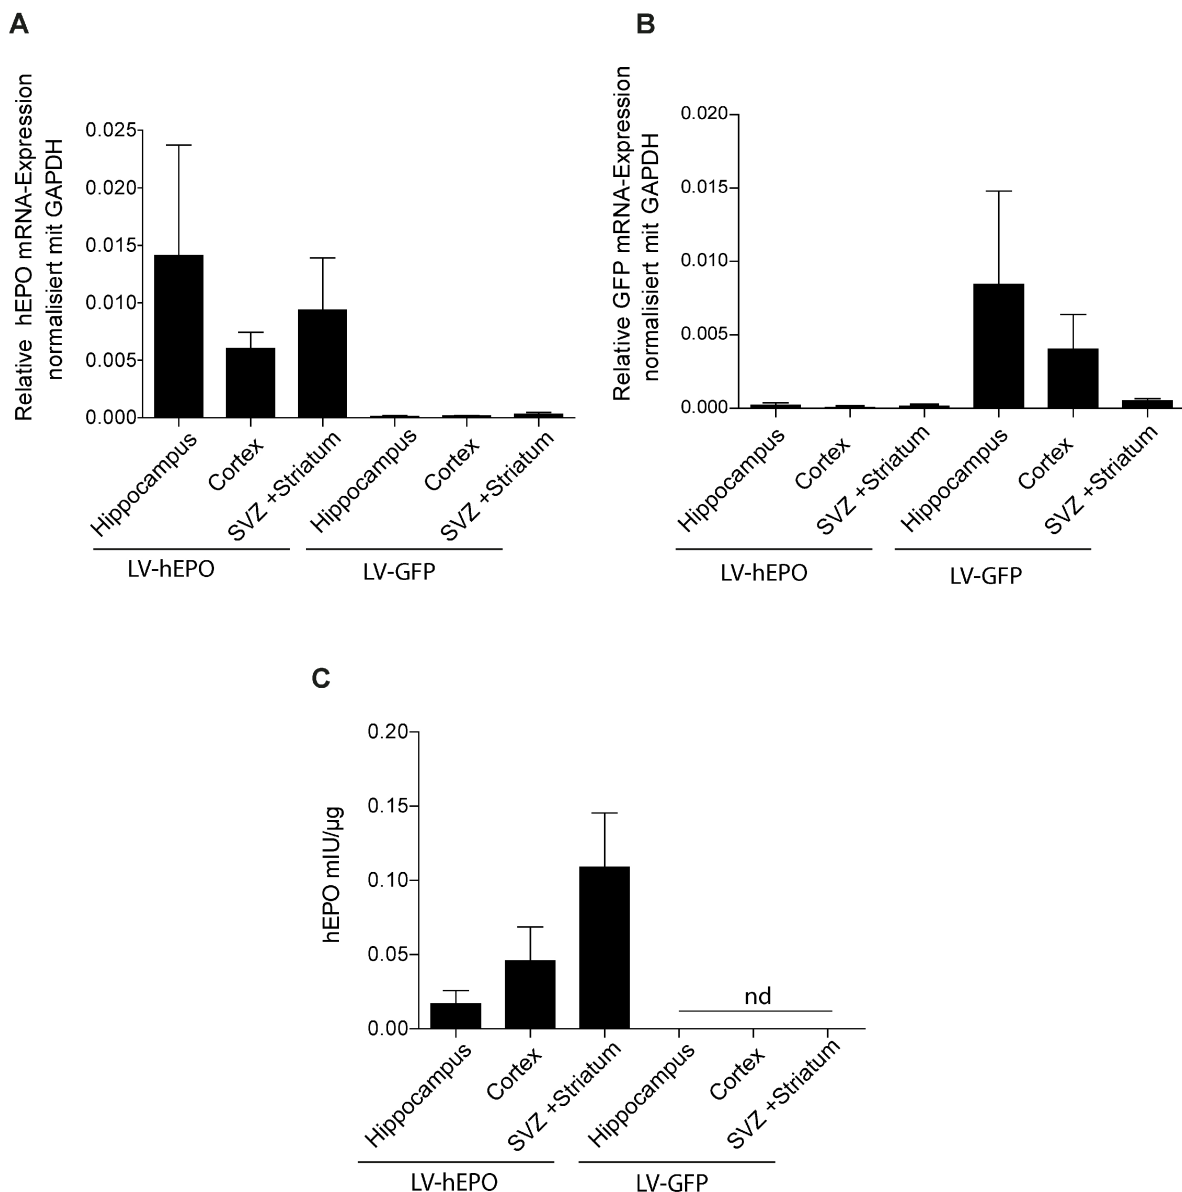 A
Relative hEPO mRNA-Expression
normalisiert mit GAPDH
0.025
0.020
0.015
0.010
0.005
0.000
Hippocampus
Cortex
SVZ +Striatum
Hippocampus
Cortex
SVZ +Striatum
LV-hEPO
LV-GFP
B
Relative GFP mRNA-Expression
normalisiert mit GAPDH
0.020
0.015
0.010
0.005
0.000
Hippocampus
Cortex
SVZ +Striatum
Hippocampus
Cortex
SVZ +Striatum
LV-hEPO
LV-GFP
C
hEPO mIU/µg
0.20
0.15
0.10
0.05
0.00
nd
Hippocampus
Cortex
SVZ +Striatum
Hippocampus
Cortex
SVZ +Striatum
LV-hEPO
LV-GFP